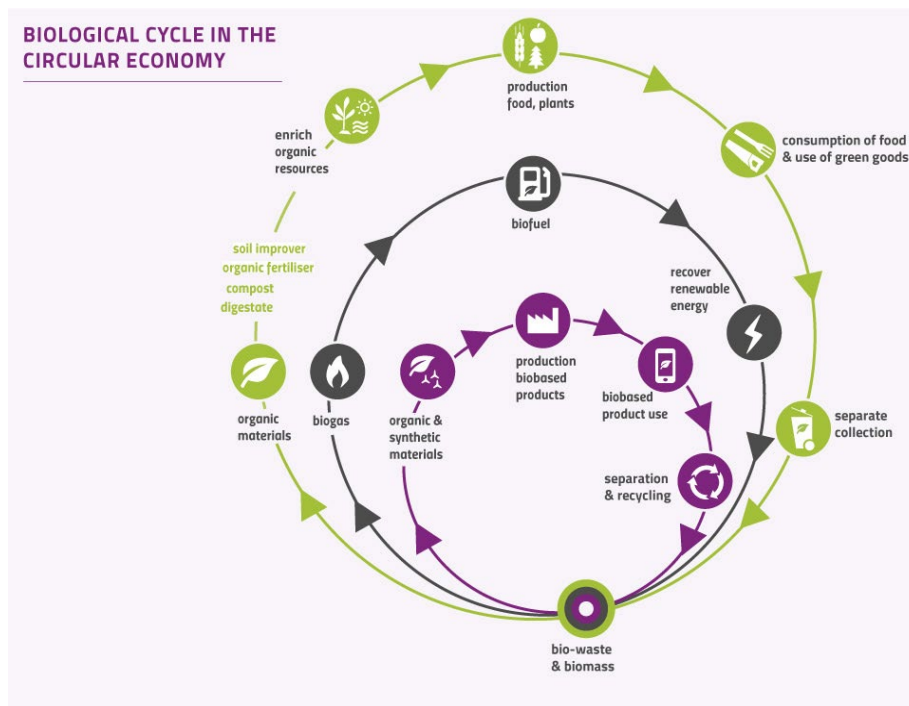 BIOLOGICAL CYCLE IN THE
CIRCULAR ECONOMY
production
food, plants
enrich
organic
resources
consumption of food
& use of green goods
biofuel
soil improver
organic fertiliser
compost
digestate
recover
renewable
energy
production
biobased
products
biobased
product use
organic
materials
biogas
organic &
synthetic
materials
separate
collection
separation
& recycling
bio-waste
& biomass